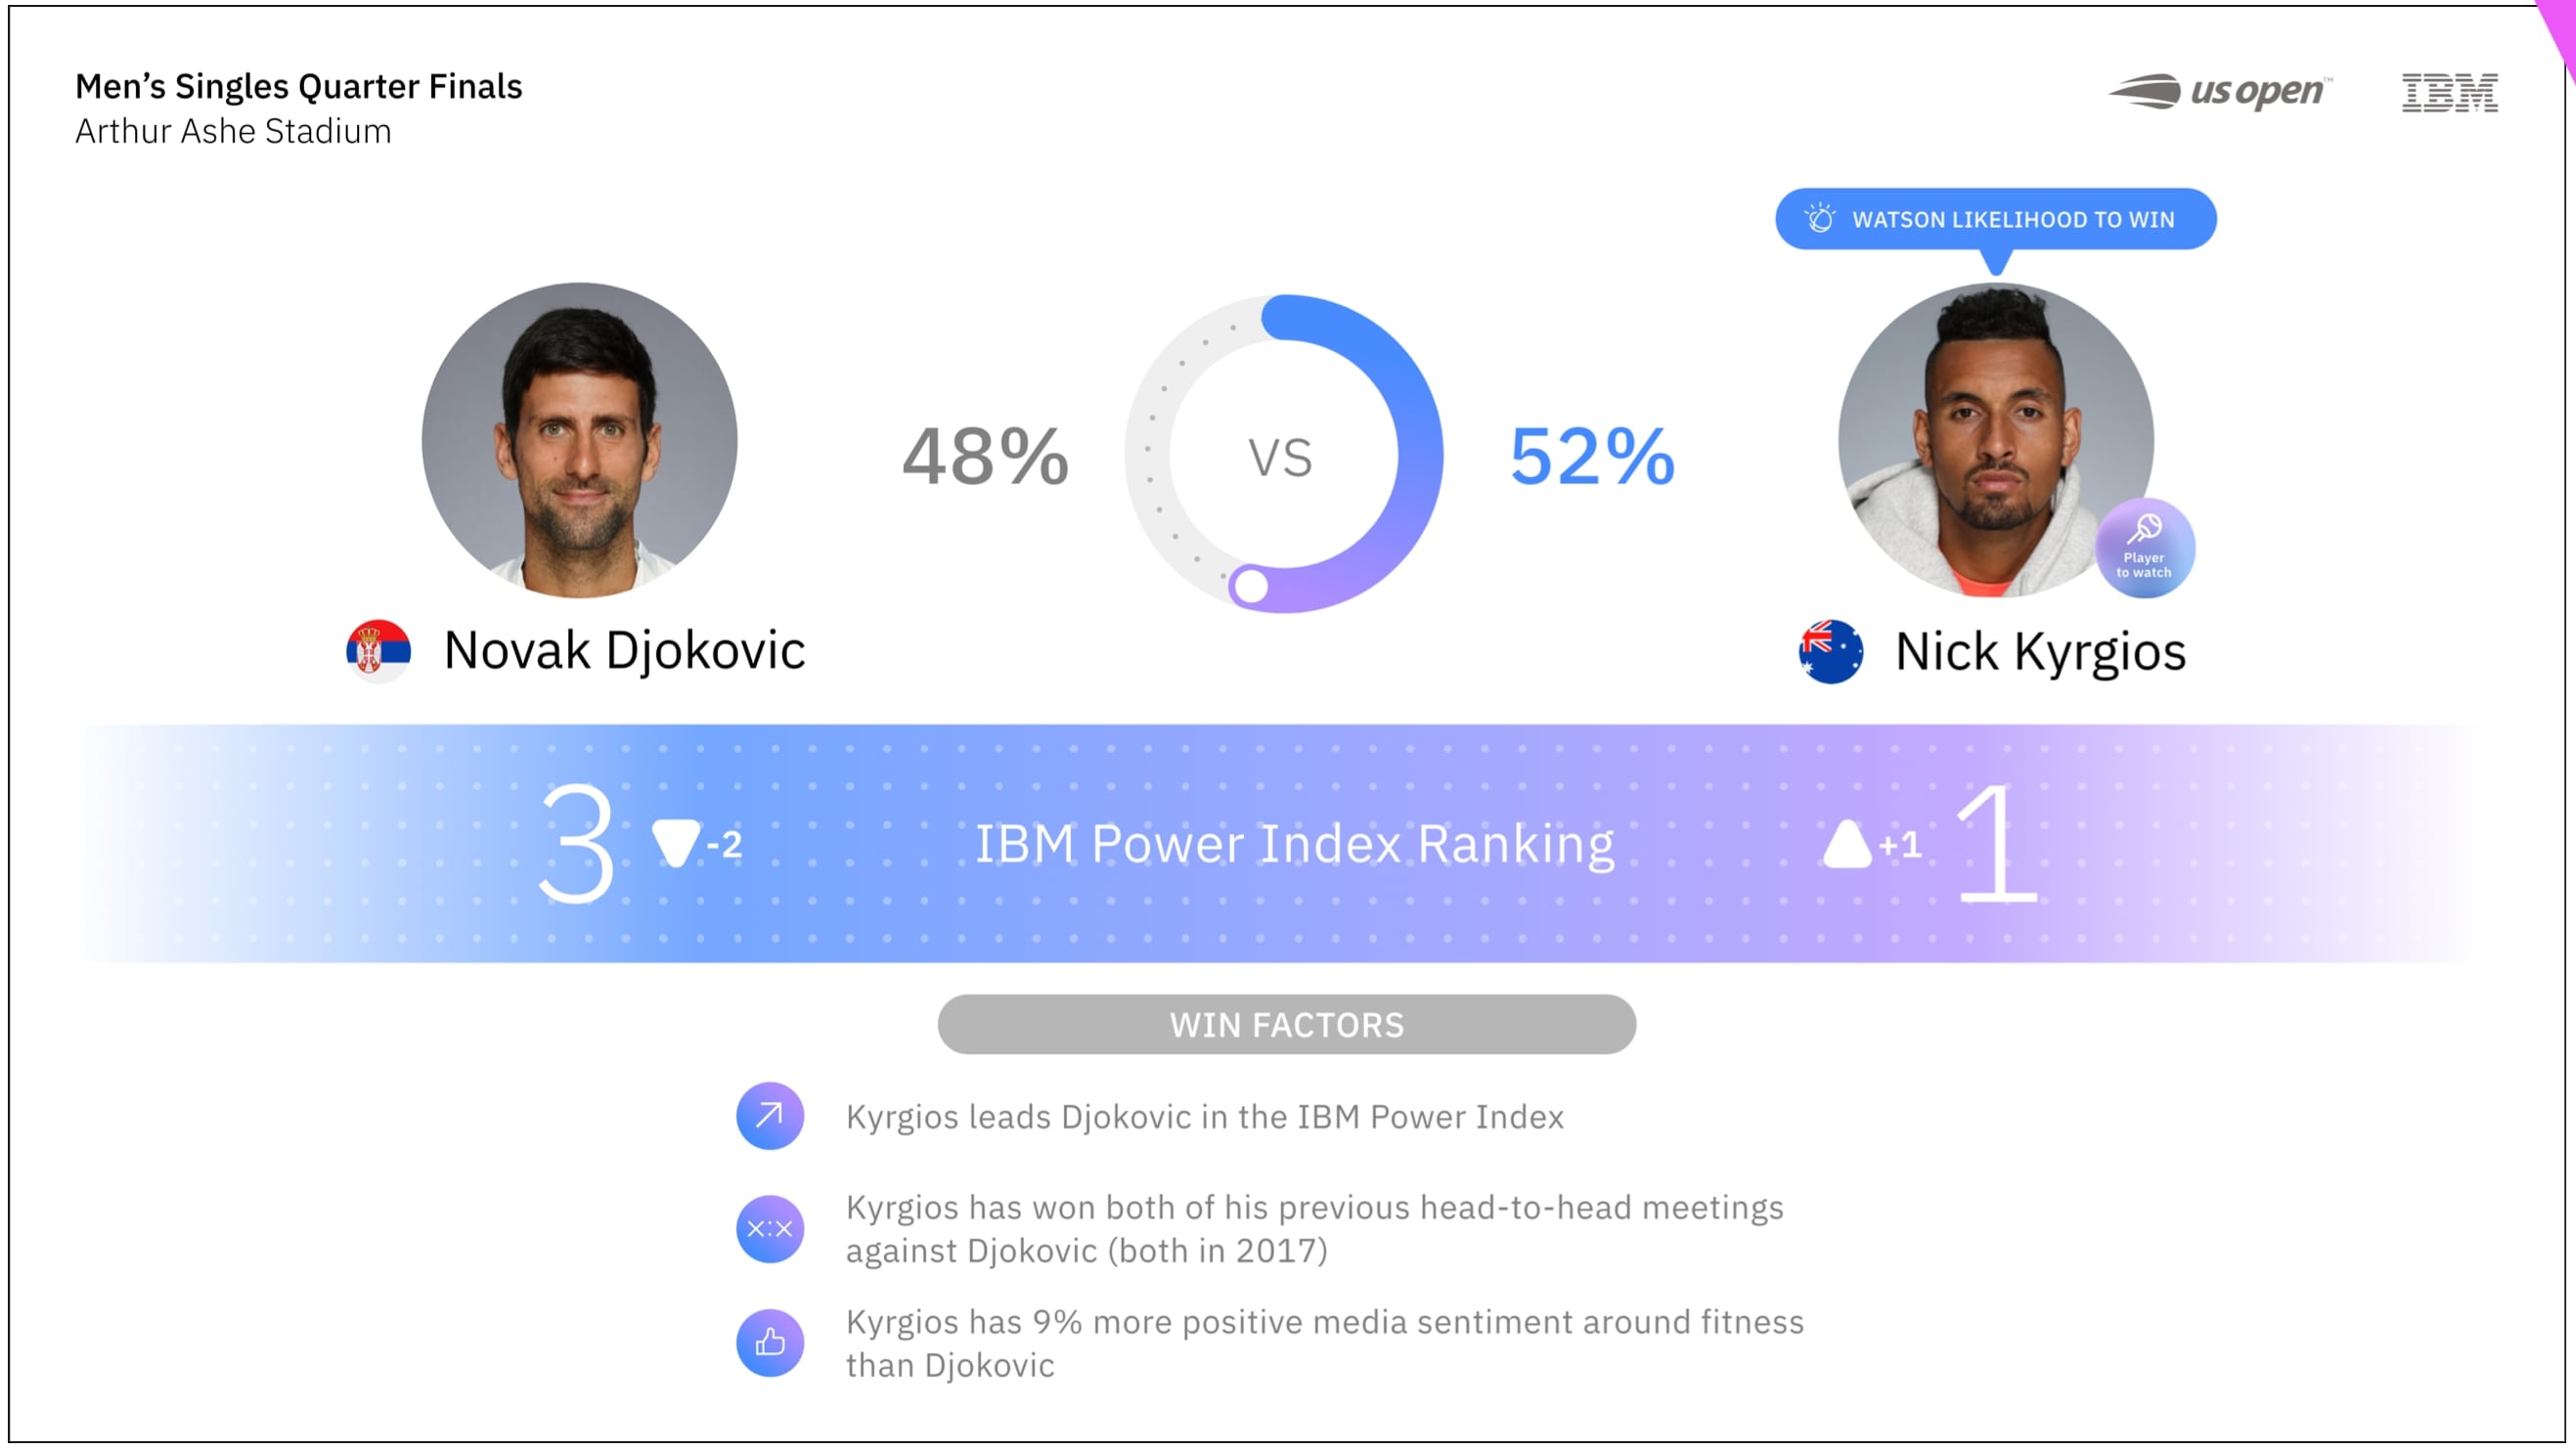 Men’s Singles Quarter Finals
Arthur Ashe Stadium
us open™
IBM
WATSON LIKELIHOOD TO WIN
48%
VS
52%
Player
to watch
Novak Djokovic
Nick Kyrgios
3 -2 IBM Power Index Ranking +1 1
WIN FACTORS
Kyrgios leads Djokovic in the IBM Power Index
x:x
Kyrgios has won both of his previous head-to-head meetings
against Djokovic (both in 2017)
Kyrgios has 9% more positive media sentiment around fitness
than Djokovic